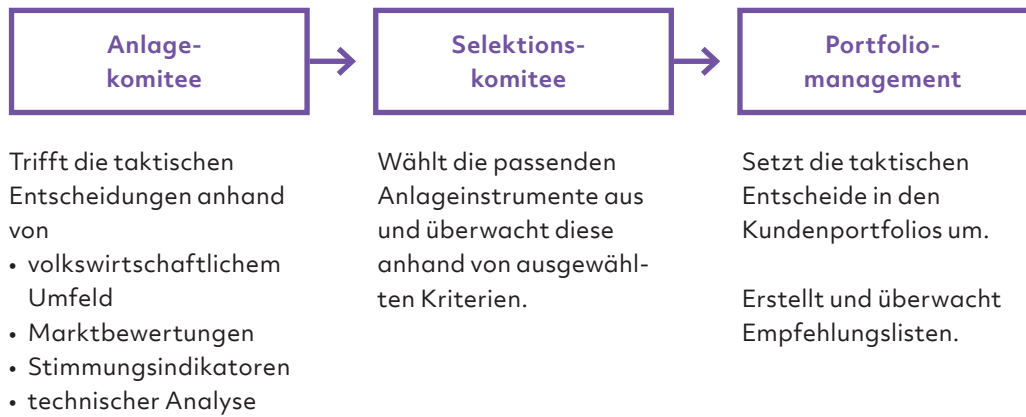 Anlage-
komitee
Trifft die taktischen
Entscheidungen anhand
von
• volkswirtschaftlichem
Umfeld
• Marktbewertungen
• Stimmungsindikatoren
• technischer Analyse
Selektions-
komitee
Wählt die passenden
Anlageinstrumente aus
und überwacht diese
anhand von ausgewähl-
ten Kriterien.
Portfolio-
management
Setzt die taktischen
Entscheide in den
Kundenportfolios um.
Erstellt und überwacht
Empfehlungslisten.